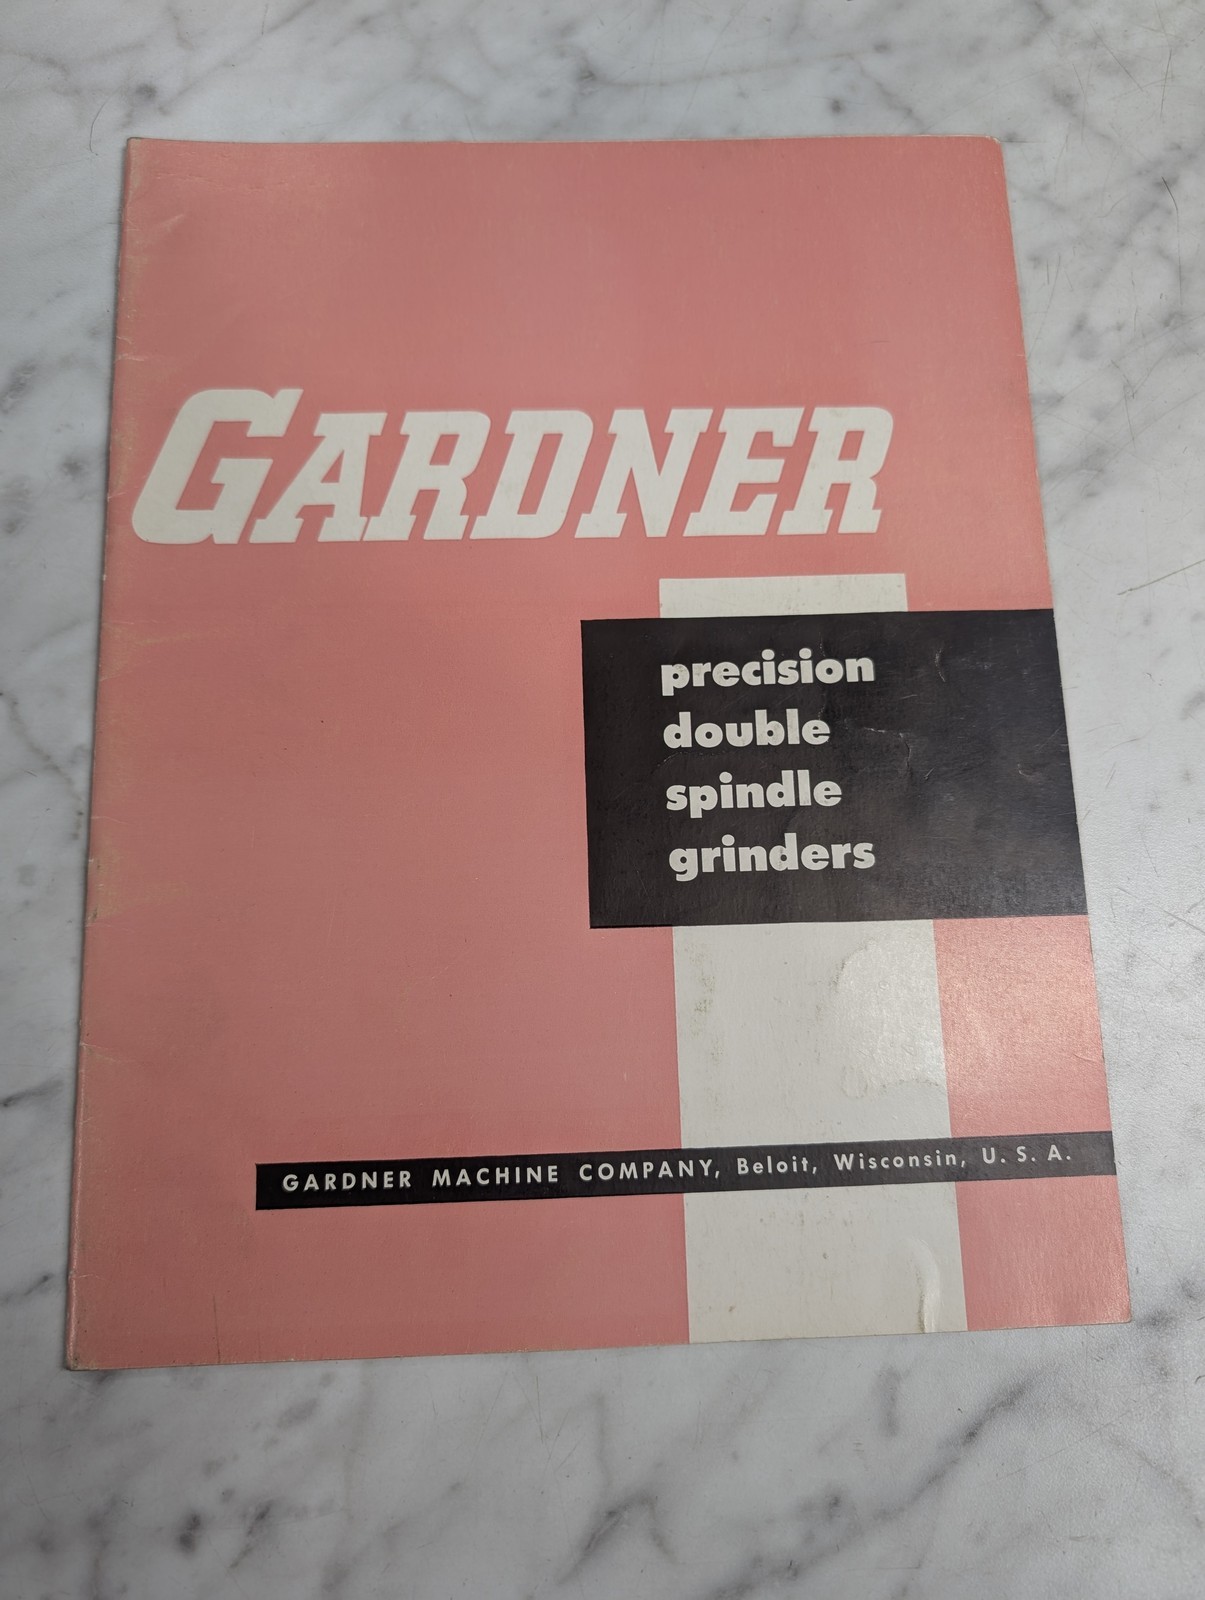 GARDNER
precision
double
spindle
grinders
GARDNER MACHINE COMPANY, Beloit, Wisconsin, U. S. A.